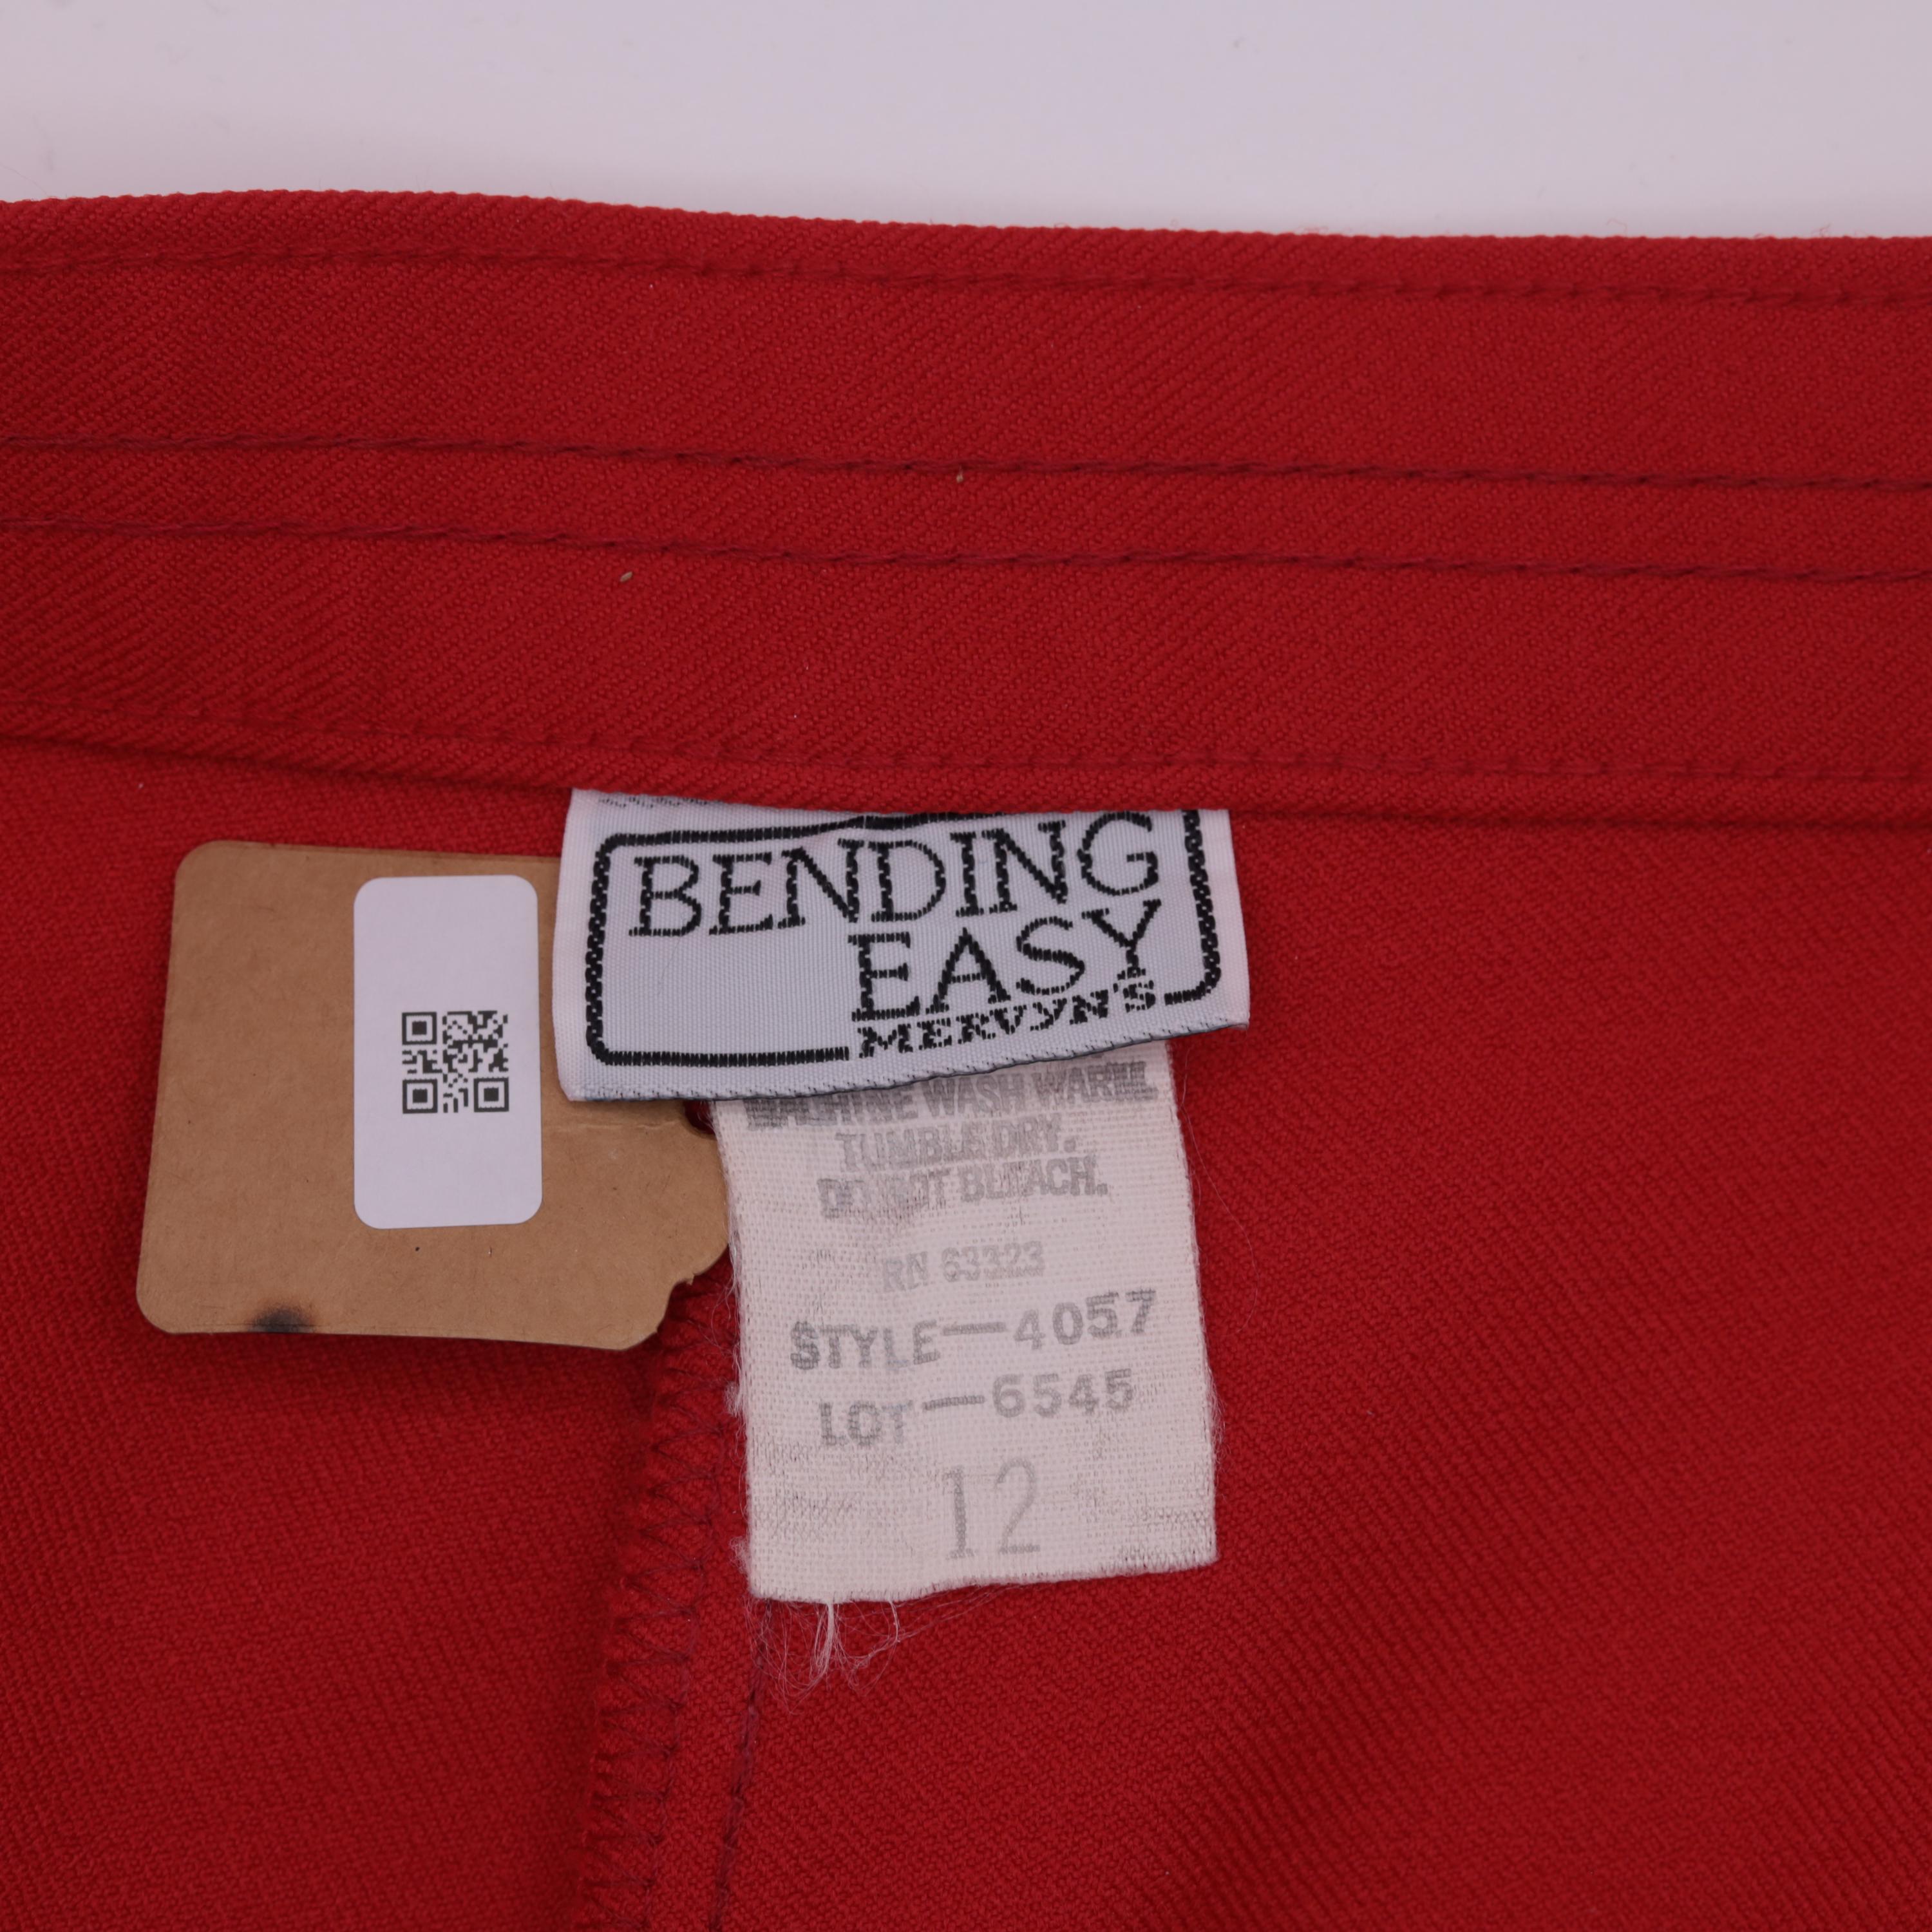 BENDING
EASY
MERVYN'S
MACHINE WASH WARM.
TUMBLE DRY.
DO NOT BLEACH.
RN 63323
STYLE—4057
LOT—6545
12